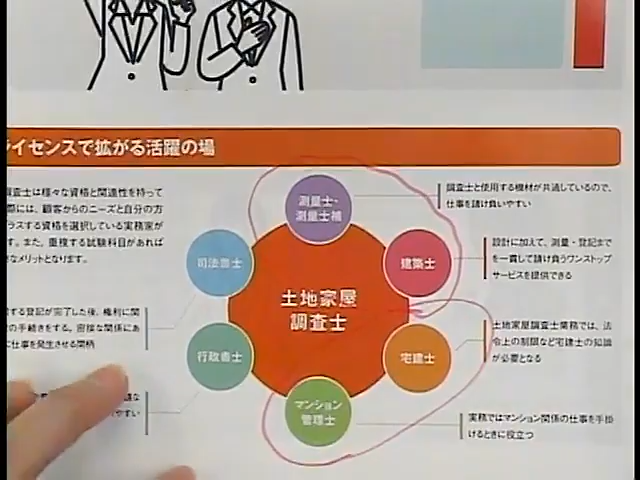 イセンスで拡がる活躍の場
調査士は様々な資格と関連性を持って
際には、顧客からのニーズと自分の方
ラスする資格を選択している実務家が
す。また、重複する試験科目があれば
なメリットとなります。
測量士・
測量士補
調査士と使用する機材が共通しているので、
仕事を請け負いやすい
司法書士
建築士
設計に加えて、測量・登記まで
を一貫して請け負うワンストップ
サービスを提供できる
土地家屋
調査士
する登記が完了した後、権利に関
の手続きをする。密接な関係にあ
に仕事を発生させる間柄
行政書士
宅建士
土地家屋調査士業務では、法
令上の制限など宅建士の知識
が必要となる
マンション
管理士
やすい
実務ではマンション関係の仕事を手掛
けるときに役立つ